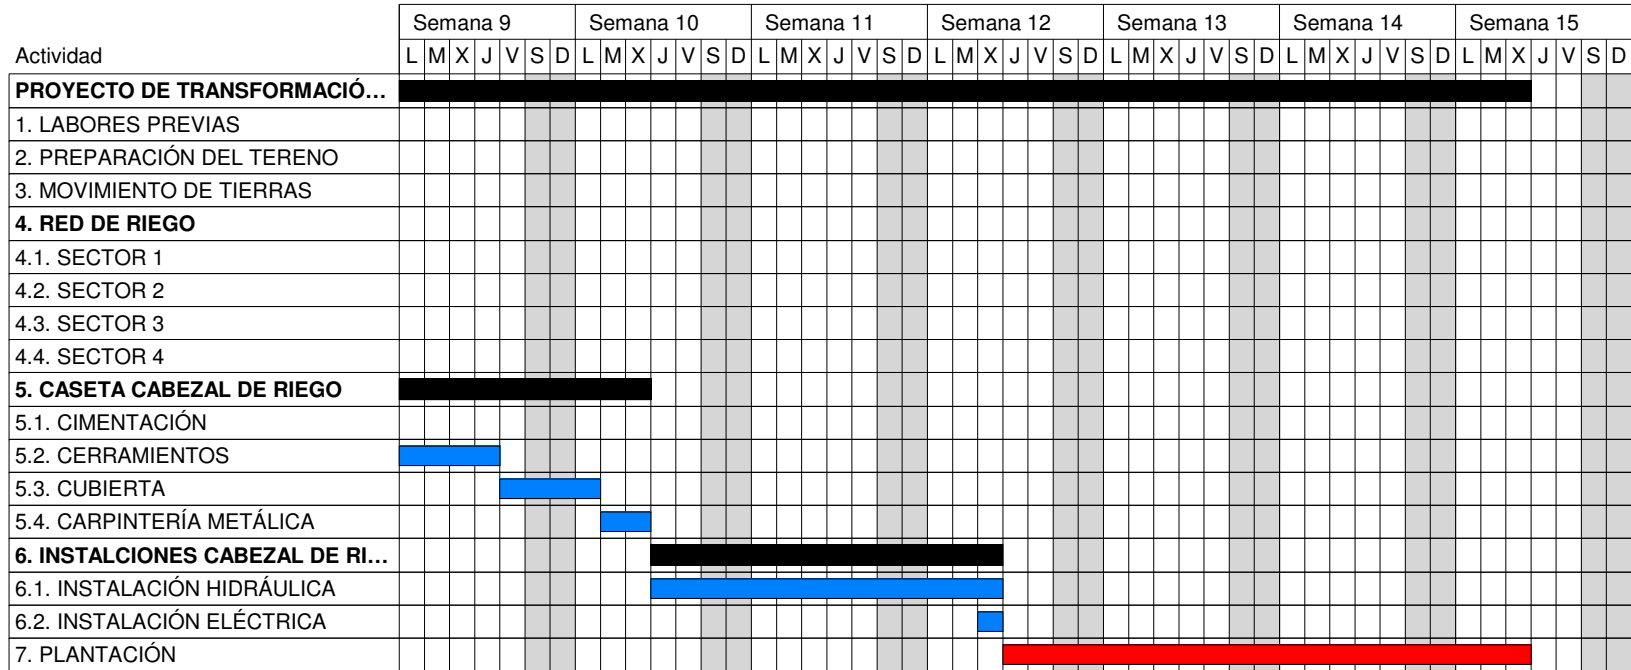 Semana 9 Semana 10 Semana 11 Semana 12 Semana 13 Semana 14 Semana 15
Actividad L M X J V S D L M X J V S D L M X J V S D L M X J V S D L M X J V S D L M X J V S D L M X J V S D
PROYECTO DE TRANSFORMACIÓ...
1. LABORES PREVIAS
2. PREPARACIÓN DEL TERENO
3. MOVIMIENTO DE TIERRAS
4. RED DE RIEGO
4.1. SECTOR 1
4.2. SECTOR 2
4.3. SECTOR 3
4.4. SECTOR 4
5. CASETA CABEZAL DE RIEGO
5.1. CIMENTACIÓN
5.2. CERRAMIENTOS
5.3. CUBIERTA
5.4. CARPINTERÍA METÁLICA
6. INSTALCIONES CABEZAL DE RI...
6.1. INSTALACIÓN HIDRÁULICA
6.2. INSTALACIÓN ELÉCTRICA
7. PLANTACIÓN